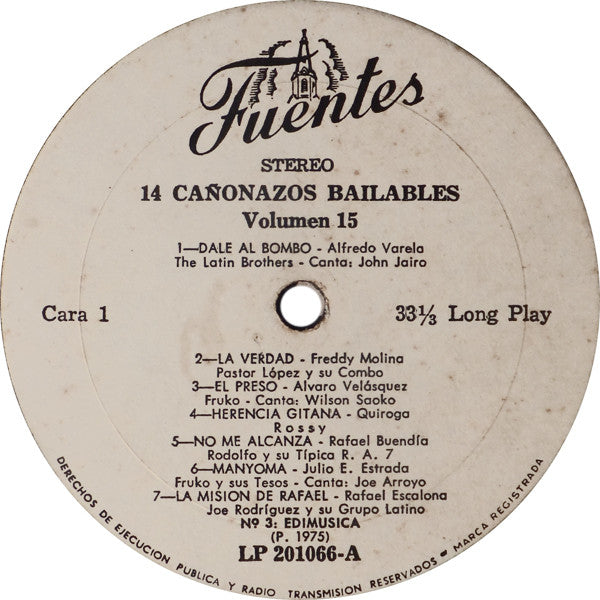 Fuentes
STEREO
14 CAÑONAZOS BAILABLES
Volumen 15
1—DALE AL BOMBO - Alfredo Varela
The Latin Brothers - Canta: John Jairo
Cara 1
33⅓ Long Play
2—LA VERDAD - Freddy Molina
Pastor López y su Combo
3—EL PRESO - Alvaro Velásquez
Fruko - Canta: Wilson Saoko
4—HERENCIA GITANA - Quiroga
Rossy
5—NO ME ALCANZA - Rafael Buendía
Rodolfo y su Típica R. A. 7
6—MANYOMA - Julio E. Estrada
Fruko y sus Tesos - Canta: Joe Arroyo
7—LA MISION DE RAFAEL - Rafael Escalona
Joe Rodríguez y su Grupo Latino
Nº 3: EDIMUSICA
(P. 1975)
LP 201066-A
DERECHOS DE EJECUCION PUBLICA Y RADIO TRANSMISION RESERVADOS - MARCA REGISTRADA